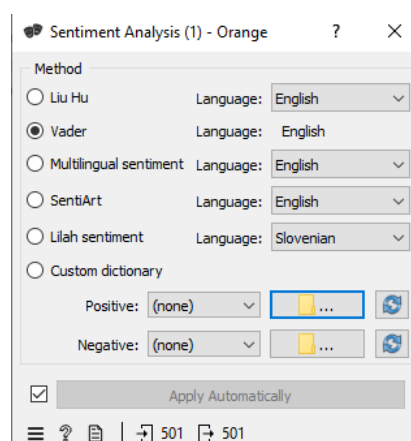 Sentiment Analysis (1) - Orange ? ×
Method
Liu Hu Language: English
Vader Language: English
Multilingual sentiment Language: English
SentiArt Language: English
Lilah sentiment Language: Slovenian
Custom dictionary
Positive: (none) ...
Negative: (none) ...
Apply Automatically
? 501 501